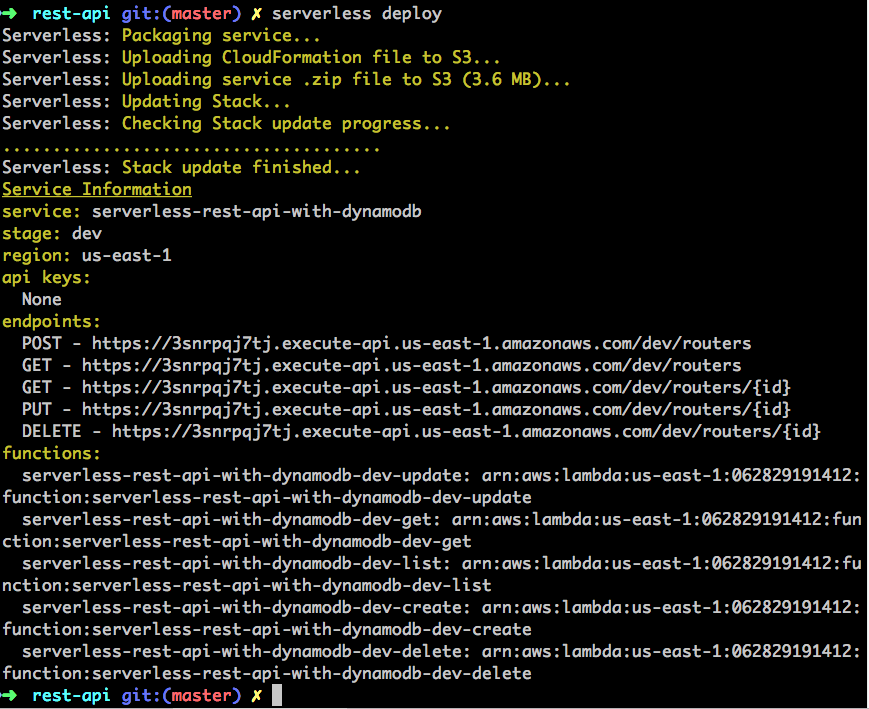 ➜ rest-api git:(master) ✗ serverless deploy
Serverless: Packaging service...
Serverless: Uploading CloudFormation file to S3...
Serverless: Uploading service .zip file to S3 (3.6 MB)...
Serverless: Updating Stack...
Serverless: Checking Stack update progress...
......................................
Serverless: Stack update finished...
Service Information
service: serverless-rest-api-with-dynamodb
stage: dev
region: us-east-1
api keys:
  None
endpoints:
  POST - https://3snrpqj7tj.execute-api.us-east-1.amazonaws.com/dev/routers
  GET - https://3snrpqj7tj.execute-api.us-east-1.amazonaws.com/dev/routers
  GET - https://3snrpqj7tj.execute-api.us-east-1.amazonaws.com/dev/routers/{id}
  PUT - https://3snrpqj7tj.execute-api.us-east-1.amazonaws.com/dev/routers/{id}
  DELETE - https://3snrpqj7tj.execute-api.us-east-1.amazonaws.com/dev/routers/{id}
functions:
  serverless-rest-api-with-dynamodb-dev-update: arn:aws:lambda:us-east-1:062829191412:
function:serverless-rest-api-with-dynamodb-dev-update
  serverless-rest-api-with-dynamodb-dev-get: arn:aws:lambda:us-east-1:062829191412:fun
ction:serverless-rest-api-with-dynamodb-dev-get
  serverless-rest-api-with-dynamodb-dev-list: arn:aws:lambda:us-east-1:062829191412:fu
nction:serverless-rest-api-with-dynamodb-dev-list
  serverless-rest-api-with-dynamodb-dev-create: arn:aws:lambda:us-east-1:062829191412:
function:serverless-rest-api-with-dynamodb-dev-create
  serverless-rest-api-with-dynamodb-dev-delete: arn:aws:lambda:us-east-1:062829191412:
function:serverless-rest-api-with-dynamodb-dev-delete
➜ rest-api git:(master) ✗